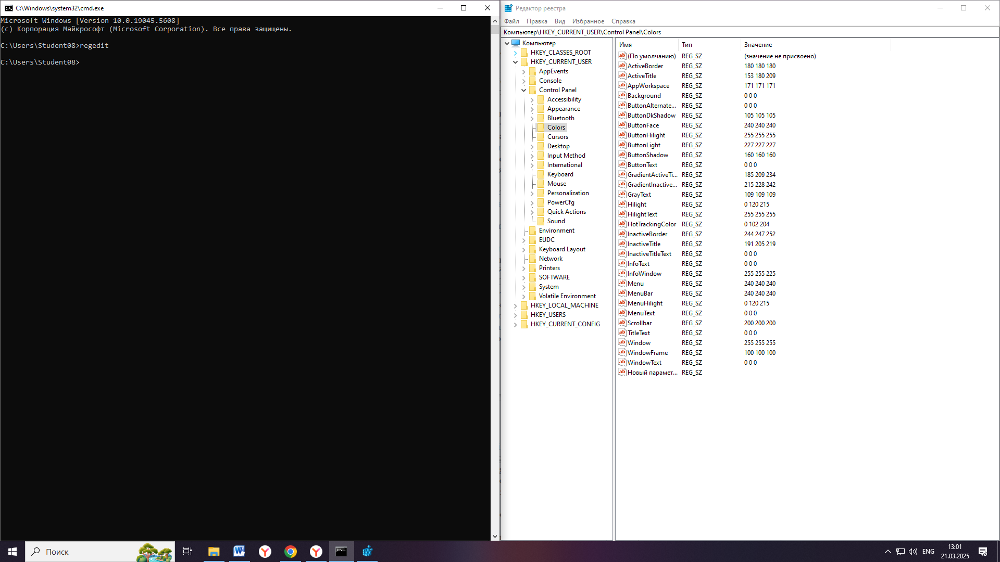 C:\Windows\system32\cmd.exe
Microsoft Windows [Version 10.0.19045.5608]
(c) Корпорация Майкрософт (Microsoft Corporation). Все права защищены.
C:\Users\Student08>regedit
C:\Users\Student08>
Редактор реестра
Файл Правка Вид Избранное Справка
Компьютер\HKEY_CURRENT_USER\Control Panel\Colors
Компьютер
HKEY_CLASSES_ROOT
HKEY_CURRENT_USER
AppEvents
Console
Control Panel
Accessibility
Appearance
Bluetooth
Colors
Cursors
Desktop
Input Method
International
Keyboard
Mouse
Personalization
PowerCfg
Quick Actions
Sound
Environment
EUDC
Keyboard Layout
Network
Printers
SOFTWARE
System
Volatile Environment
HKEY_LOCAL_MACHINE
HKEY_USERS
HKEY_CURRENT_CONFIG
Имя Тип Значение
(По умолчанию) REG_SZ (значение не присвоено)
ActiveBorder REG_SZ 180 180 180
ActiveTitle REG_SZ 153 180 209
AppWorkspace REG_SZ 171 171 171
Background REG_SZ 0 0 0
ButtonAlternate... REG_SZ 0 0 0
ButtonDkShadow REG_SZ 105 105 105
ButtonFace REG_SZ 240 240 240
ButtonHilight REG_SZ 255 255 255
ButtonLight REG_SZ 227 227 227
ButtonShadow REG_SZ 160 160 160
ButtonText REG_SZ 0 0 0
GradientActiveTi... REG_SZ 185 209 234
GradientInactive... REG_SZ 215 228 242
GrayText REG_SZ 109 109 109
Hilight REG_SZ 0 120 215
HilightText REG_SZ 255 255 255
HotTrackingColor REG_SZ 0 102 204
InactiveBorder REG_SZ 244 247 252
InactiveTitle REG_SZ 191 205 219
InactiveTitleText REG_SZ 0 0 0
InfoText REG_SZ 0 0 0
InfoWindow REG_SZ 255 255 225
Menu REG_SZ 240 240 240
MenuBar REG_SZ 240 240 240
MenuHilight REG_SZ 0 120 215
MenuText REG_SZ 0 0 0
Scrollbar REG_SZ 200 200 200
TitleText REG_SZ 0 0 0
Window REG_SZ 255 255 255
WindowFrame REG_SZ 100 100 100
WindowText REG_SZ 0 0 0
Новый парамет... REG_SZ
Поиск
ENG
13:01
21.03.2025